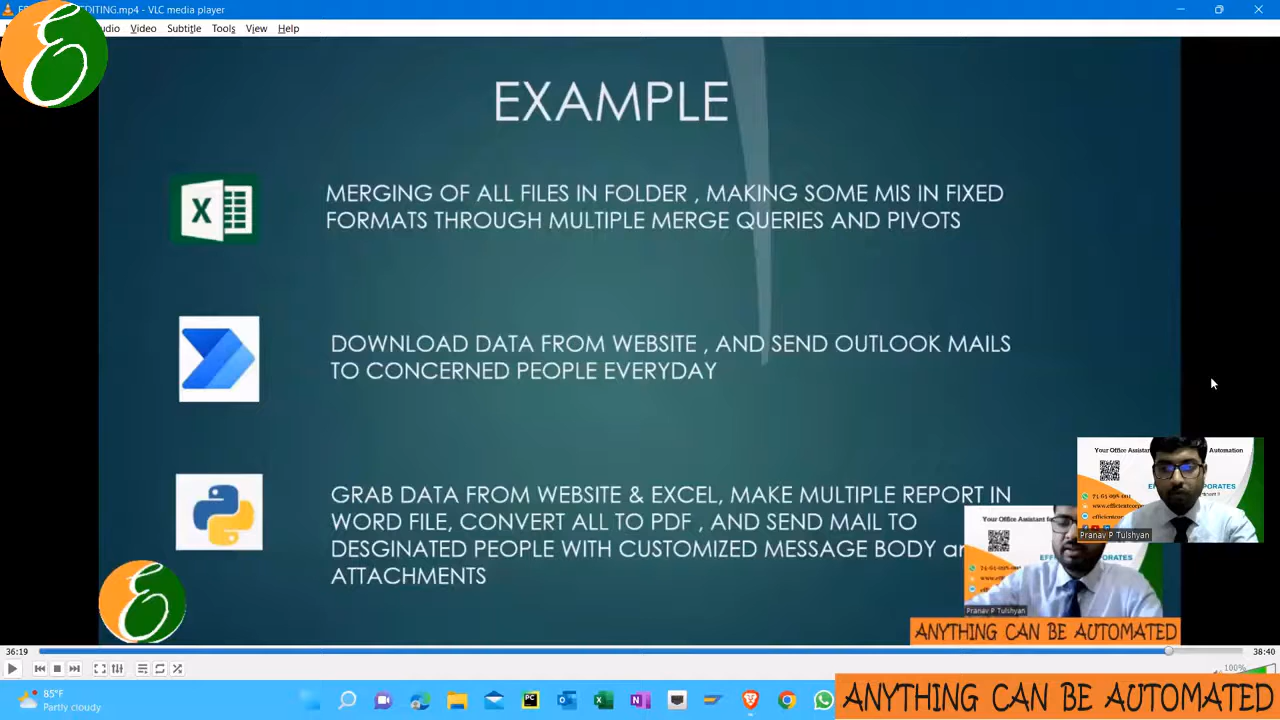 EDITING.mp4 - VLC media player
Video Subtitle Tools View Help
EXAMPLE
MERGING OF ALL FILES IN FOLDER , MAKING SOME MIS IN FIXED
FORMATS THROUGH MULTIPLE MERGE QUERIES AND PIVOTS
DOWNLOAD DATA FROM WEBSITE , AND SEND OUTLOOK MAILS
TO CONCERNED PEOPLE EVERYDAY
GRAB DATA FROM WEBSITE & EXCEL, MAKE MULTIPLE REPORT IN
WORD FILE, CONVERT ALL TO PDF , AND SEND MAIL TO
DESGINATED PEOPLE WITH CUSTOMIZED MESSAGE BODY
ATTACHMENTS
Your Office Assistan Automation
Pranav P Tulshyan
Your Office Assistant fo
Pranav P Tulshyan
ANYTHING CAN BE AUTOMATED
36:19
38:40
100%
85°F
Partly cloudy
ANYTHING CAN BE AUTOMATED